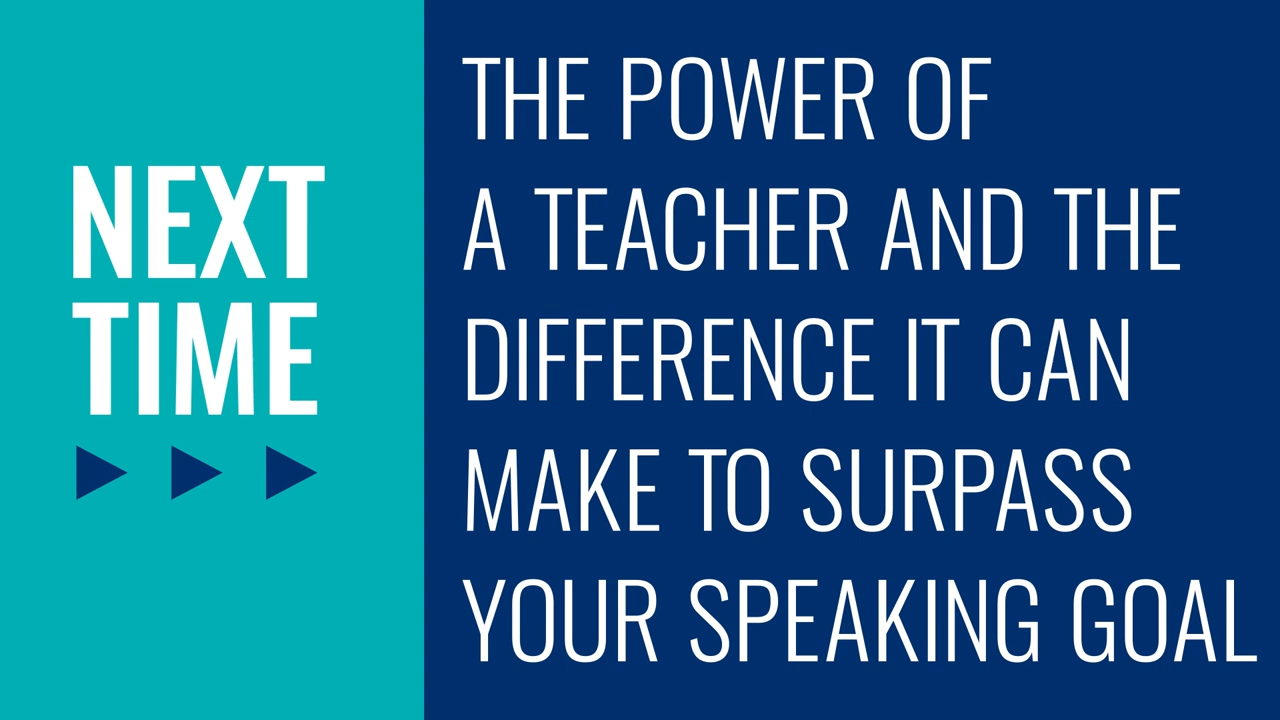 NEXT
TIME
THE POWER OF
A TEACHER AND THE
DIFFERENCE IT CAN
MAKE TO SURPASS
YOUR SPEAKING GOAL